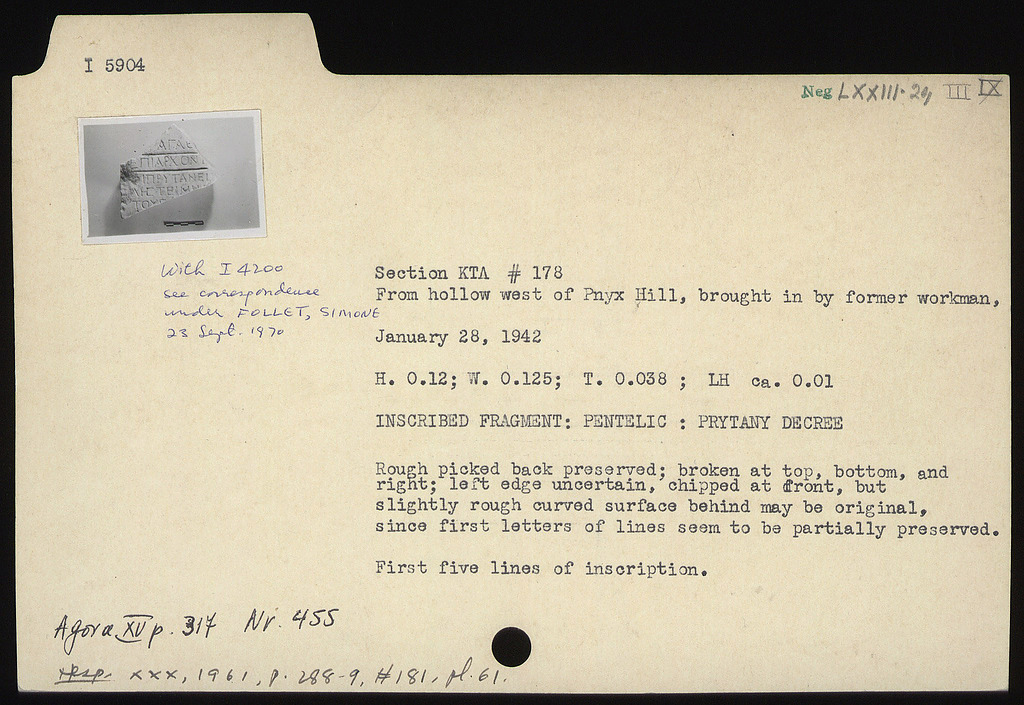 I 5904
Neg LXXIII-29 III IX
ΑΓΑΘ
ΠΙΑΡΧΟΝ
ΙΠΡΥΤΑΝΕΙ
ΤΟΥ
With I 4200
see correspondence
under FOLLET, SIMONE
23 Sept. 1970
Section KTA # 178
From hollow west of Pnyx Hill, brought in by former workman,
January 28, 1942
H. 0.12; W. 0.125; T. 0.038 ; LH ca. 0.01
INSCRIBED FRAGMENT: PENTELIC : PRYTANY DECREE
Rough picked back preserved; broken at top, bottom, and
right; left edge uncertain, chipped at front, but
slightly rough curved surface behind may be original,
since first letters of lines seem to be partially preserved.
First five lines of inscription.
Agora XV p. 317 Nr. 455
Hesp. XXX, 1961, p. 288-9, #181, pl. 61.